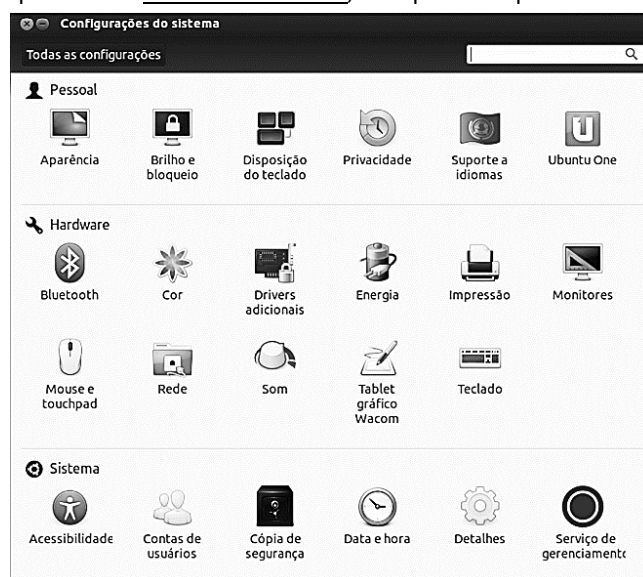 Configurações do sistema
Todas as configurações
Pessoal
Aparência
Brilho e
bloqueio
Disposição
do teclado
Privacidade
Suporte a
idiomas
Ubuntu One
Hardware
Bluetooth
Cor
Drivers
adicionais
Energia
Impressão
Monitores
Mouse e
touchpad
Rede
Som
Tablet
gráfico
Wacom
Teclado
Sistema
Acessibilidade
Contas de
usuários
Cópia de
segurança
Data e hora
Detalhes
Serviço de
gerenciamento